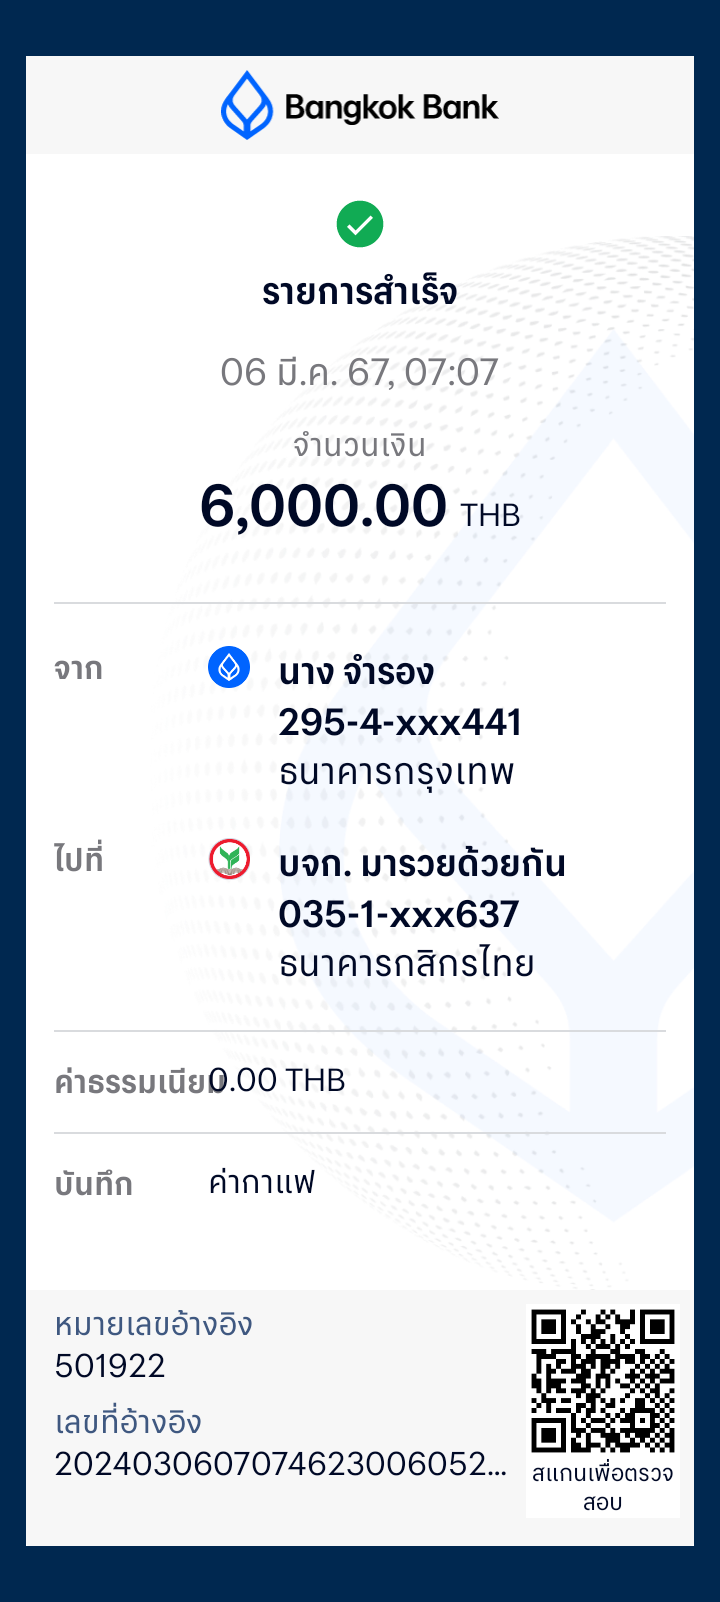 Bangkok Bank
รายการสำเร็จ
06 มี.ค. 67, 07:07
จำนวนเงิน
6,000.00 THB
จาก
นาง จำรอง
295-4-xxx441
ธนาคารกรุงเทพ
ไปที่
บจก. มารวยด้วยกัน
035-1-xxx637
ธนาคารกสิกรไทย
ค่าธรรมเนียม 0.00 THB
บันทึก ค่ากาแฟ
หมายเลขอ้างอิง
501922
เลขที่อ้างอิง
2024030607074623006052...
สแกนเพื่อตรวจ
สอบ